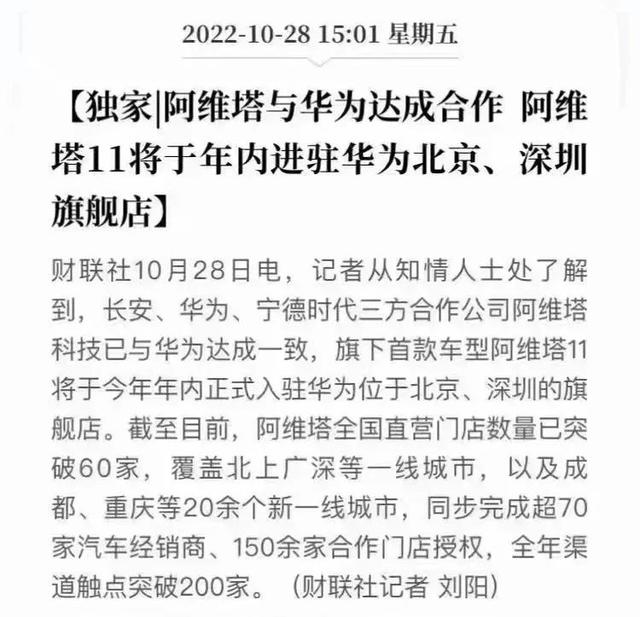 2022-10-28 15:01 星期五
【独家|阿维塔与华为达成合作 阿维
塔11将于年内进驻华为北京、深圳
旗舰店】
财联社10月28日电，记者从知情人士处了解
到，长安、华为、宁德时代三方合作公司阿维塔
科技已与华为达成一致，旗下首款车型阿维塔11
将于今年年内正式入驻华为位于北京、深圳的旗
舰店。截至目前，阿维塔全国直营门店数量已突
破60家，覆盖北上广深等一线城市，以及成
都、重庆等20余个新一线城市，同步完成超70
家汽车经销商、150余家合作门店授权，全年渠
道触点突破200家。（财联社记者 刘阳）